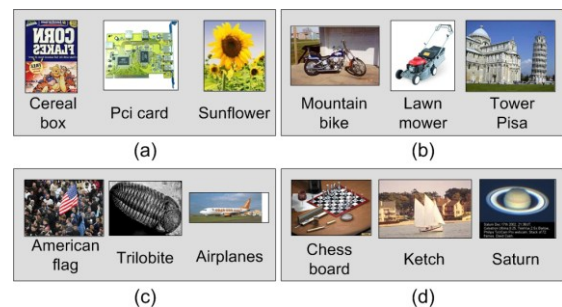 CORN
FLAKES
Cereal
box
Pci card
Sunflower
(a)
Mountain
bike
Lawn
mower
Tower
Pisa
(b)
American
flag
Trilobite
Airplanes
(c)
Chess
board
Ketch
Saturn
(d)